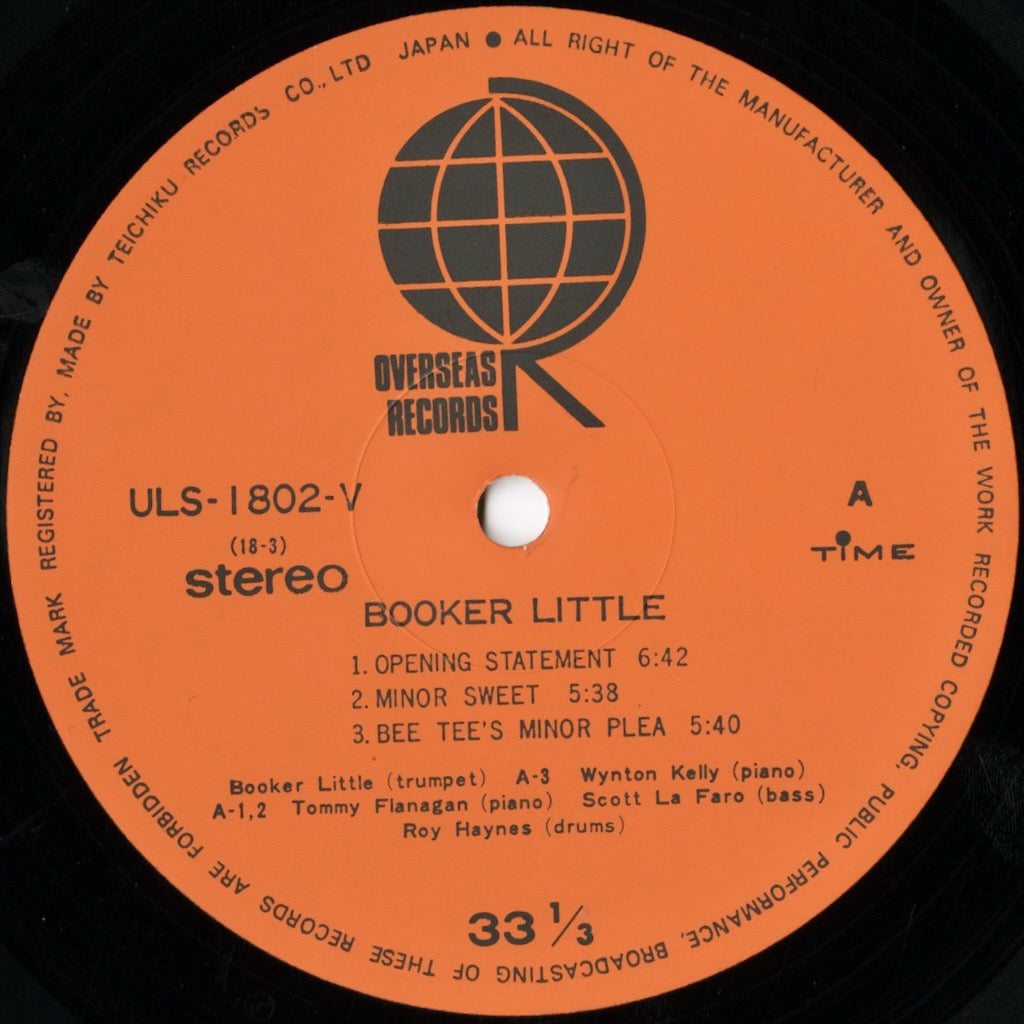 TRADE MARK REGISTERED BY, MADE BY TEICHIKU RECORDS CO., LTD JAPAN ● ALL RIGHT OF THE MANUFACTURER AND OWNER OF THE WORK RECORDED COPYING, PUBLIC PERFORMANCE, BROADCASTING OF THESE RECORDS ARE FORBIDDEN
OVERSEAS
RECORDS
R
ULS-1802-V
(18-3)
stereo
A
TIME
BOOKER LITTLE
1. OPENING STATEMENT 6:42
2. MINOR SWEET 5:38
3. BEE TEE'S MINOR PLEA 5:40
Booker Little (trumpet) A-3 Wynton Kelly (piano)
A-1,2 Tommy Flanagan (piano) Scott La Faro (bass)
Roy Haynes (drums)
33 1/3